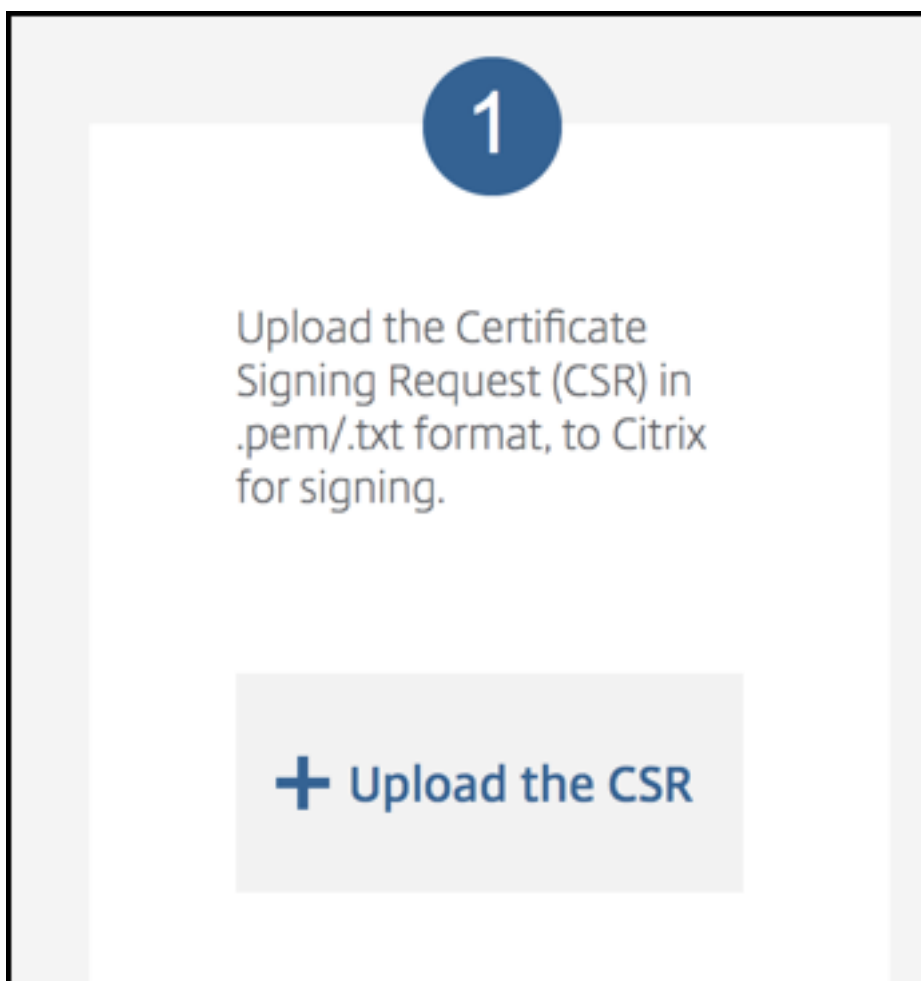 1
Upload the Certificate
Signing Request (CSR) in
.pem/.txt format, to Citrix
for signing.
+ Upload the CSR